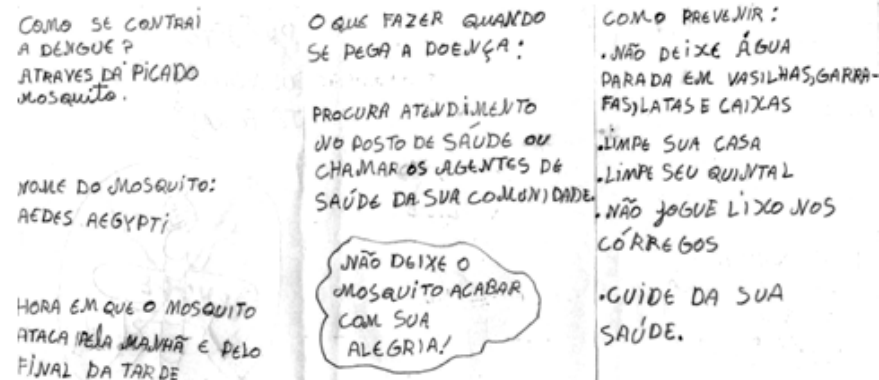 COMO SE CONTRAI
A DENGUE?
ATRAVES DA PICADO
MOSQUITO.
NOME DO MOSQUITO:
AEDES AEGYPTI
HORA EM QUE O MOSQUITO
ATACA PELA MANHÃ E PELO
FINAL DA TARDE
O QUE FAZER QUANDO
SE PEGA A DOENÇA:
PROCURA ATENDIMENTO
NO POSTO DE SAÚDE OU
CHAMAR OS AGENTES DE
SAÚDE DA SUA COMUNIDADE.
NÃO DEIXE O
MOSQUITO ACABAR
COM SUA
ALEGRIA!
COMO PREVENIR:
.NÃO DEIXE ÁGUA
PARADA EM VASILHAS,GARRA-
FAS,LATAS E CAIXAS
.LIMPE SUA CASA
.LIMPE SEU QUINTAL
.NÃO JOGUE LIXO NOS
CÓRREGOS
.CUIDE DA SUA
SAÚDE.